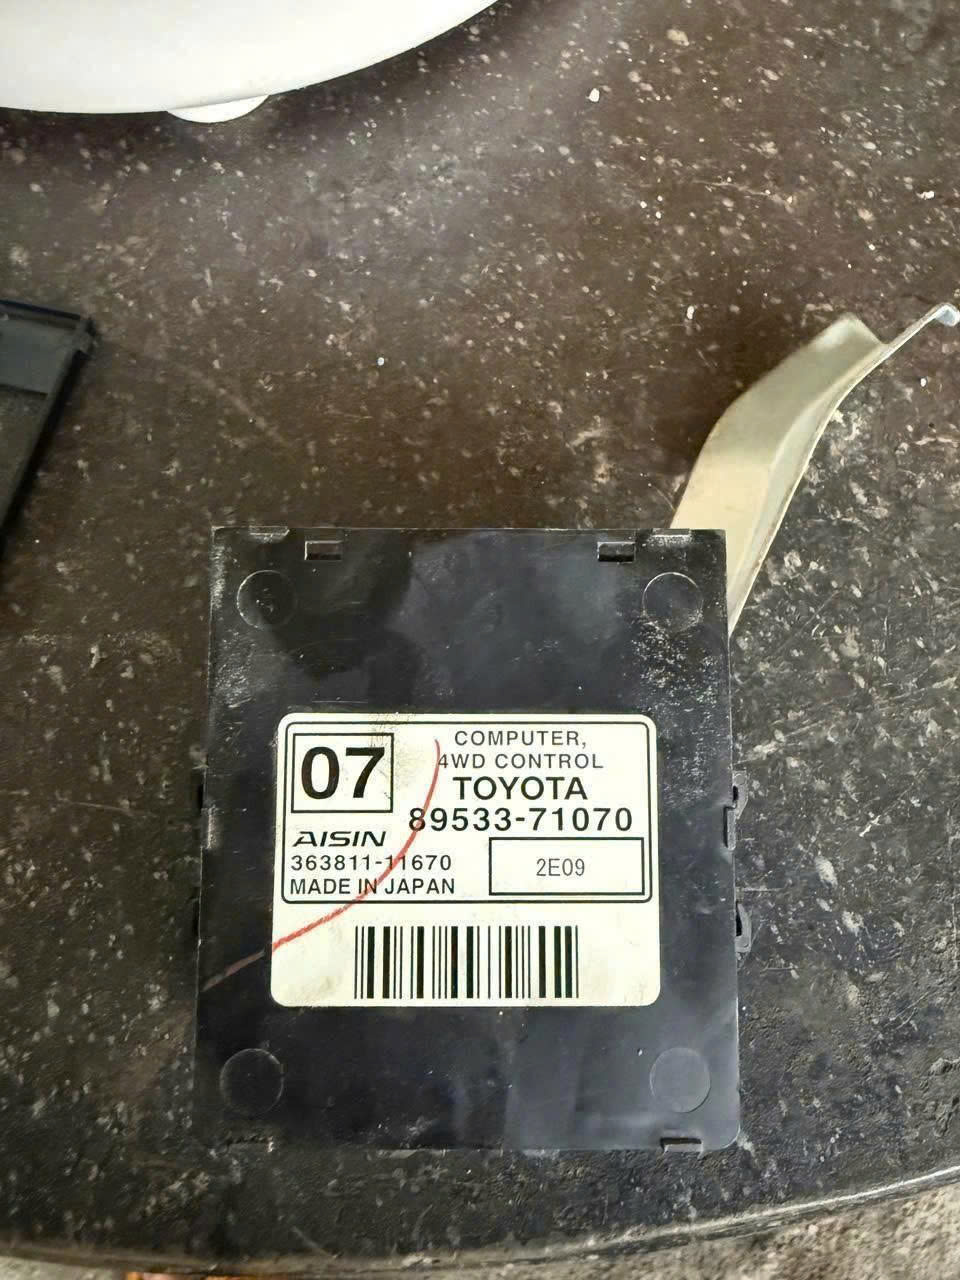 07
COMPUTER,
4WD CONTROL
TOYOTA
89533-71070
AISIN
363811-11670
MADE IN JAPAN
2E09